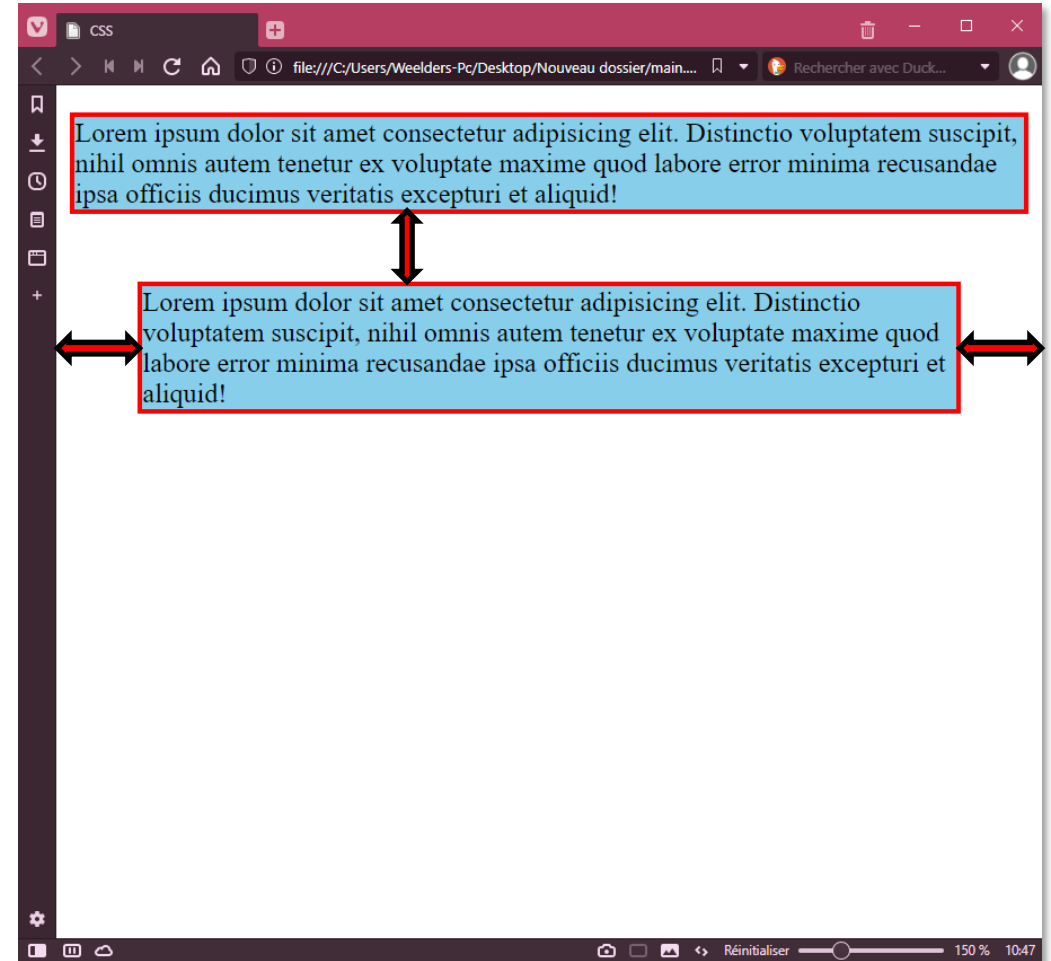 CSS
file:///C:/Users/Weelders-Pc/Desktop/Nouveau dossier/main....
Rechercher avec Duck...
Lorem ipsum dolor sit amet consectetur adipisicing elit. Distinctio voluptatem suscipit,
nihil omnis autem tenetur ex voluptate maxime quod labore error minima recusandae
ipsa officiis ducimus veritatis excepturi et aliquid!
Lorem ipsum dolor sit amet consectetur adipisicing elit. Distinctio
voluptatem suscipit, nihil omnis autem tenetur ex voluptate maxime quod
labore error minima recusandae ipsa officiis ducimus veritatis excepturi et
aliquid!
Réinitialiser 150 % 10:47